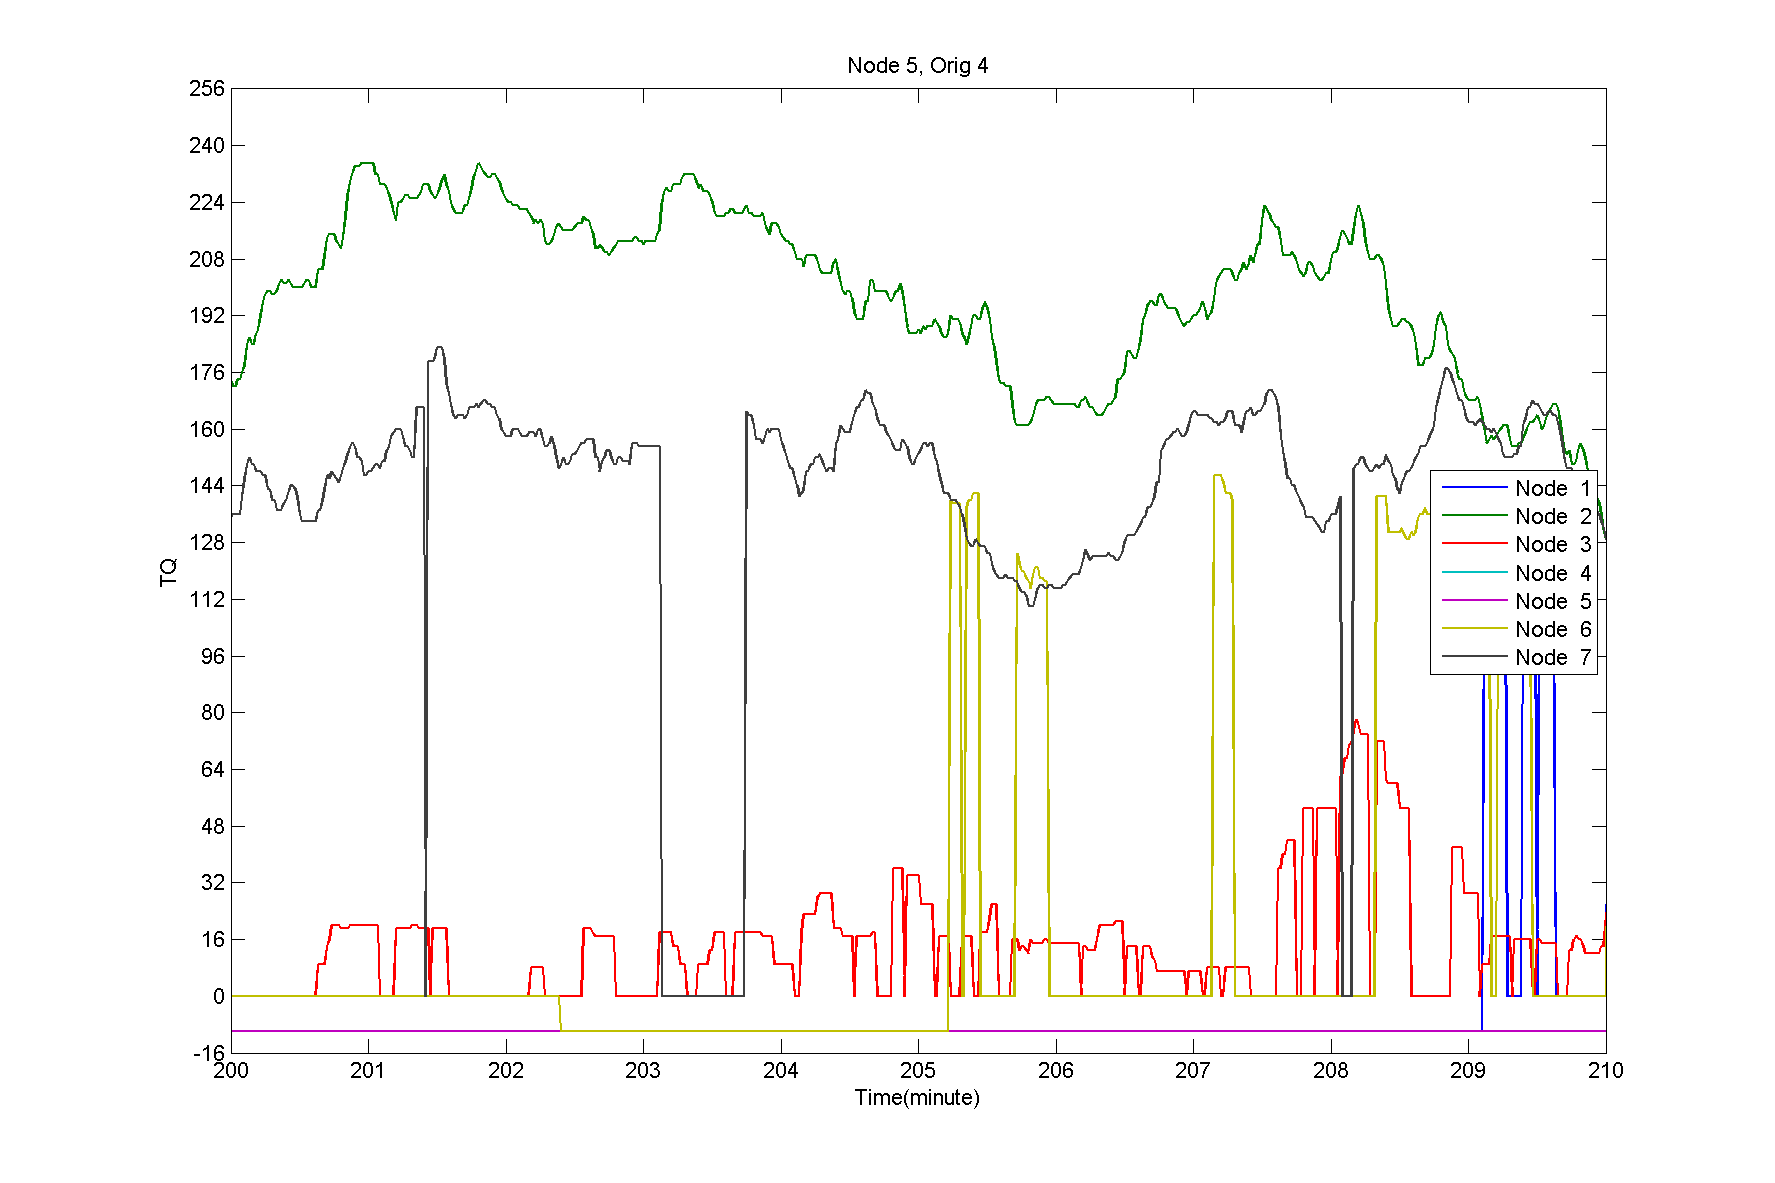 Node 5, Orig 4
256
240
224
208
192
176
160
144
128
112
96
80
64
48
32
16
0
-16
TQ
Node 1
Node 2
Node 3
Node 4
Node 5
Node 6
Node 7
200 201 202 203 204 205 206 207 208 209 210
Time(minute)